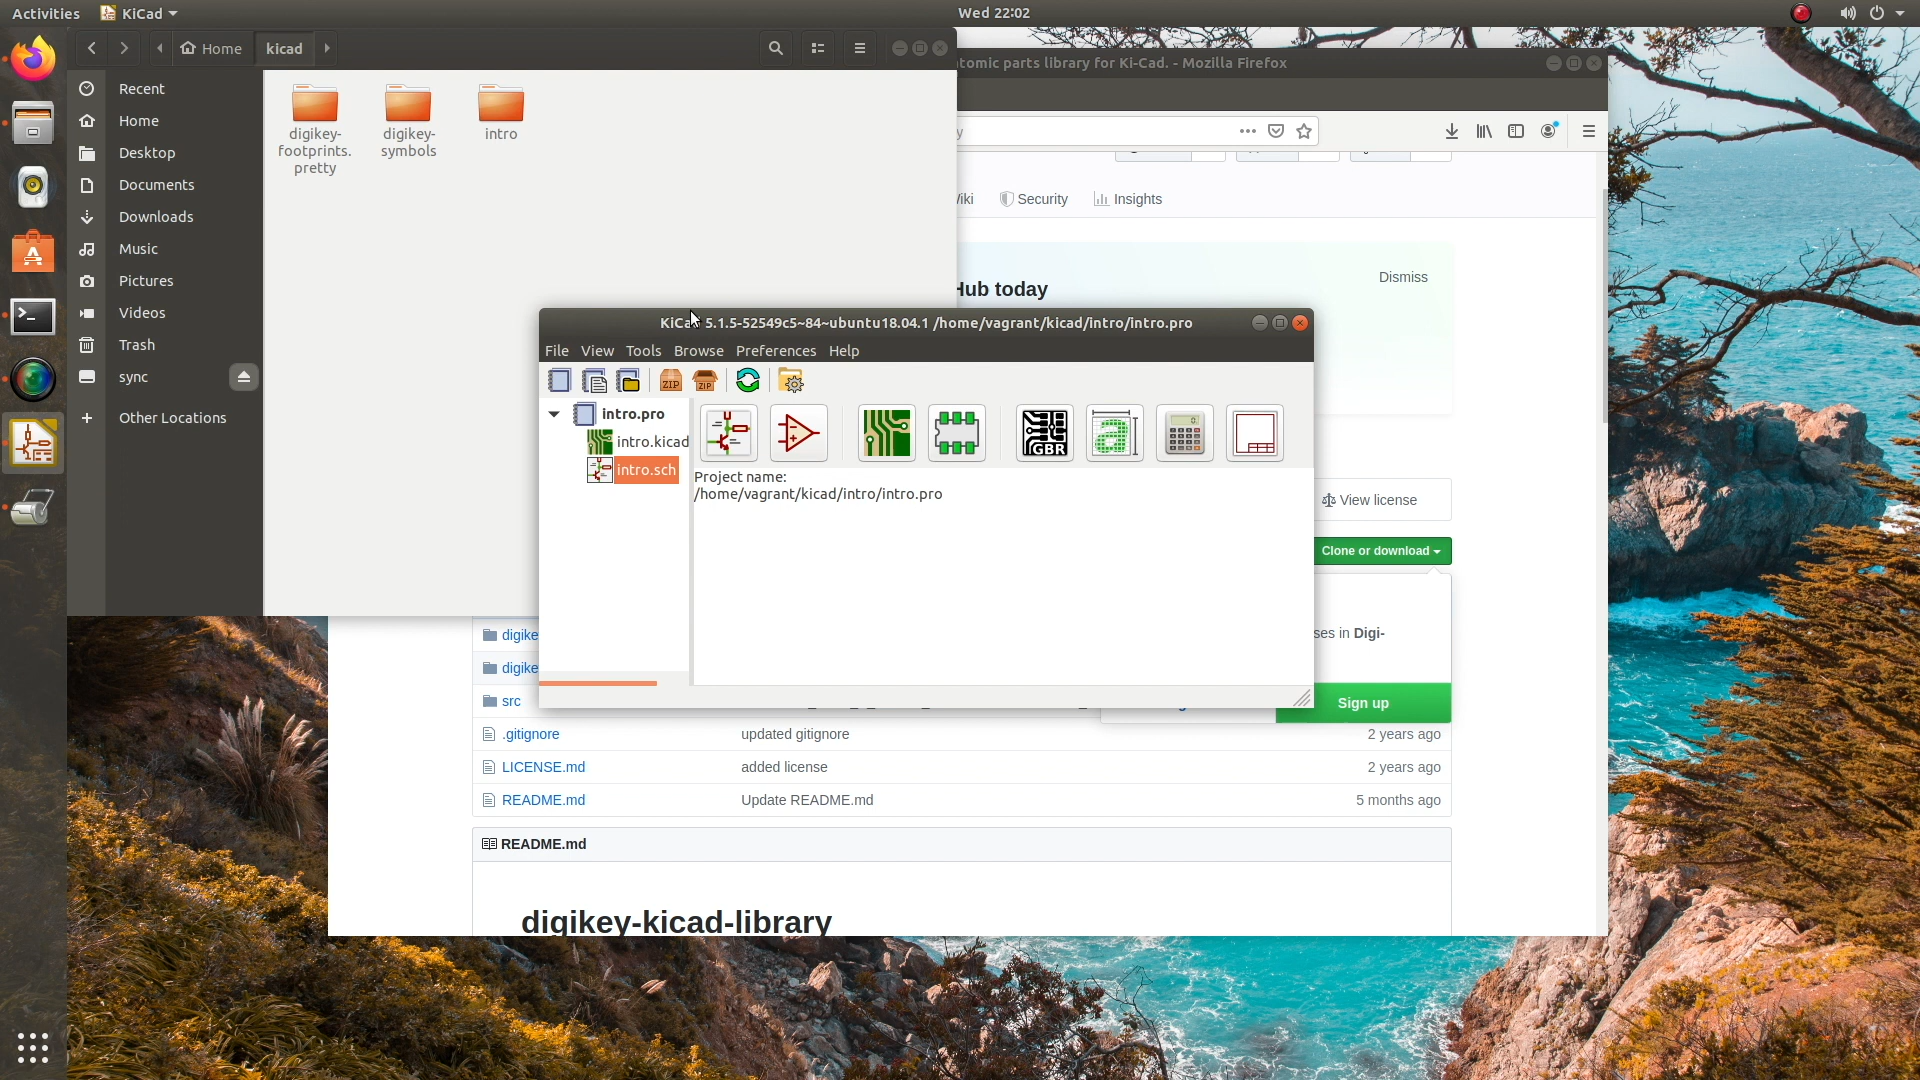 Activities
KiCad
Wed 22:02
Home
kicad
Recent
Home
Desktop
Documents
Downloads
Music
Pictures
Videos
Trash
sync
Other Locations
digikey-
footprints.
pretty
digikey-
symbols
intro
parts library for Ki-Cad. - Mozilla Firefox
Security
Insights
today
Dismiss
KiCad 5.1.5-52549c5~84~ubuntu18.04.1 /home/vagrant/kicad/intro/intro.pro
File View Tools Browse Preferences Help
ZIP
ZIP
intro.pro
intro.kicad
intro.sch
GBR
a
Project name:
/home/vagrant/kicad/intro/intro.pro
View license
Clone or download
in Digi-
Sign up
digike
digike
src
.gitignore
updated gitignore
2 years ago
LICENSE.md
added license
2 years ago
README.md
Update README.md
5 months ago
README.md
digikey-kicad-library